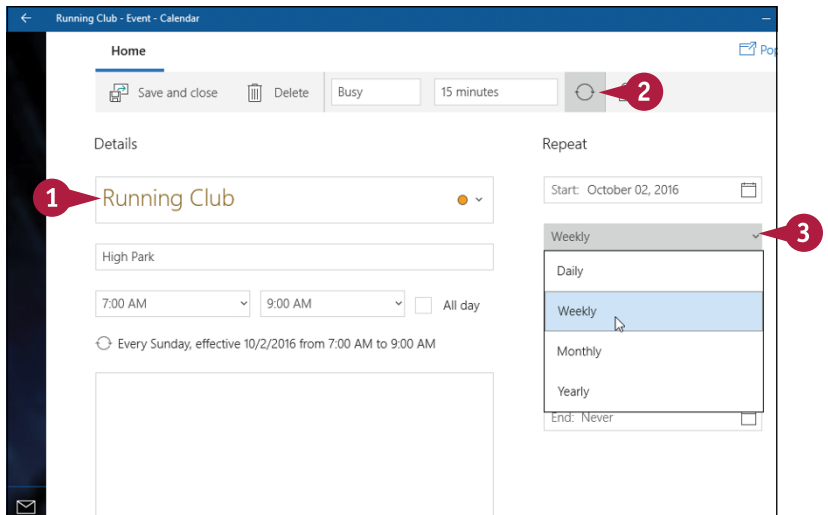 Running Club - Event - Calendar
Home
Pop
Save and close Delete Busy 15 minutes 2
Details
Repeat
1 Running Club
Start: October 02, 2016
Weekly 3
High Park
Daily
7:00 AM 9:00 AM All day
Weekly
Every Sunday, effective 10/2/2016 from 7:00 AM to 9:00 AM
Monthly
Yearly
End: Never